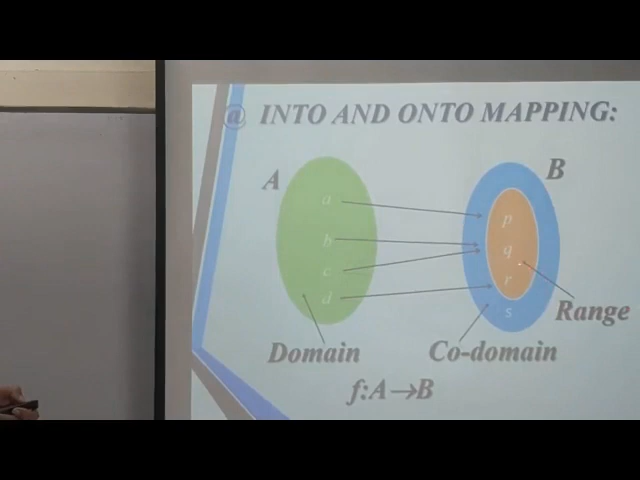 @ INTO AND ONTO MAPPING:
A
B
a
b
c
d
p
q
r
s
Range
Domain
Co-domain
f:A→B